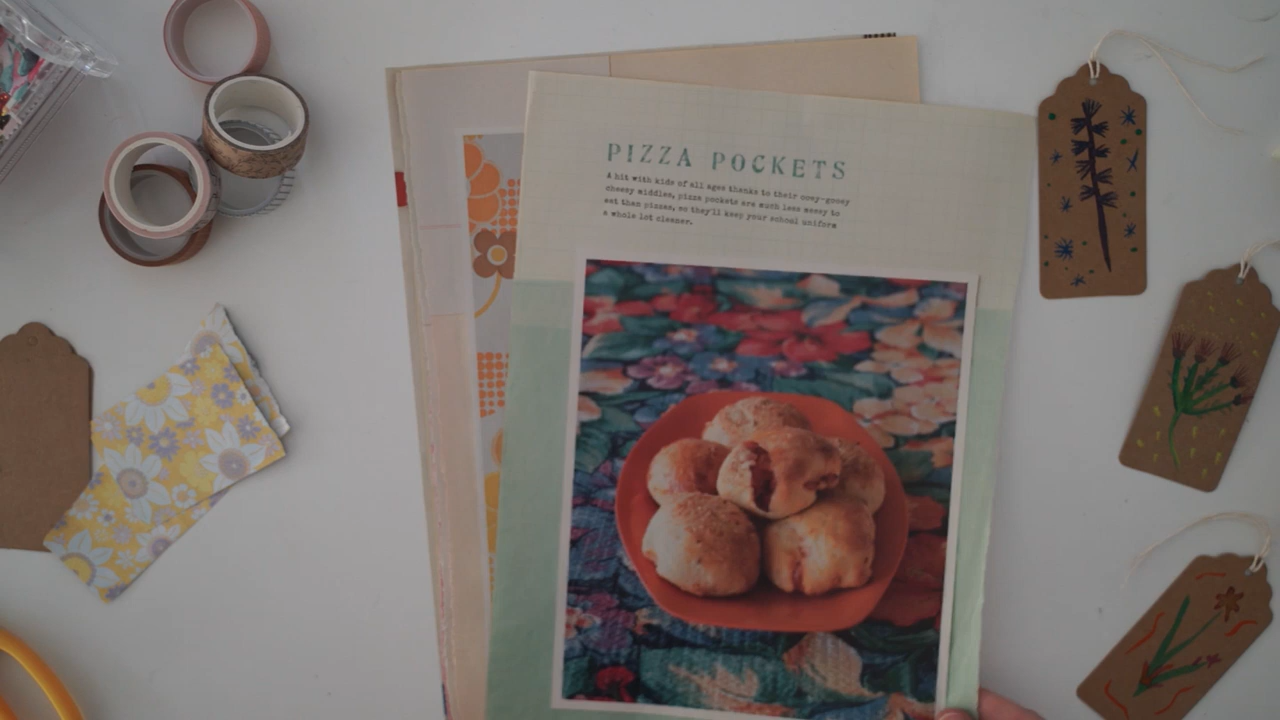 PIZZA POCKETS
A hit with kids of all ages thanks to their ooey-gooey
cheesy middles, pizza pockets are much less messy to
eat than pizzas, so they'll keep your school uniform
a whole lot cleaner.